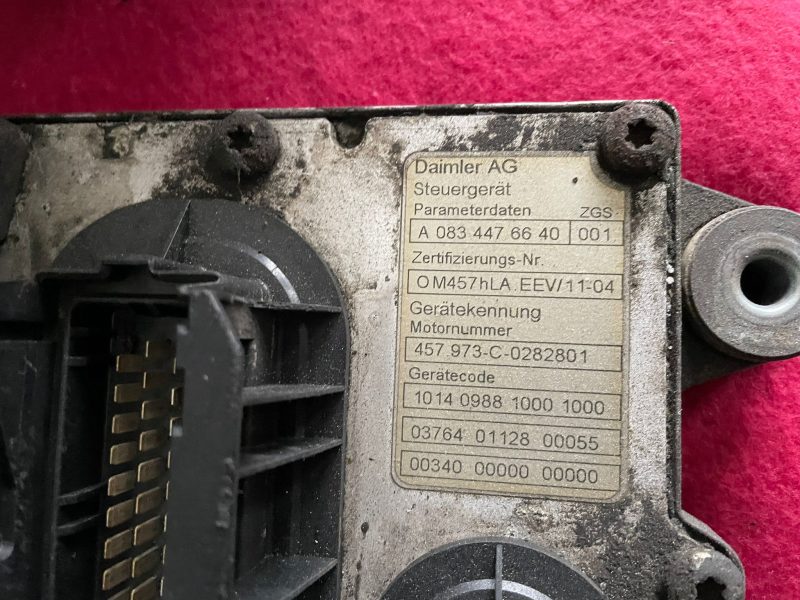 Daimler AG
Steuergerät
Parameterdaten ZGS
A 083 447 66 40 001
Zertifizierungs-Nr.
OM457hLA EEV/11-04
Gerätekennung
Motornummer
457 973-C-0282801
Gerätecode
1014 0988 1000 1000
03764 01128 00055
00340 00000 00000